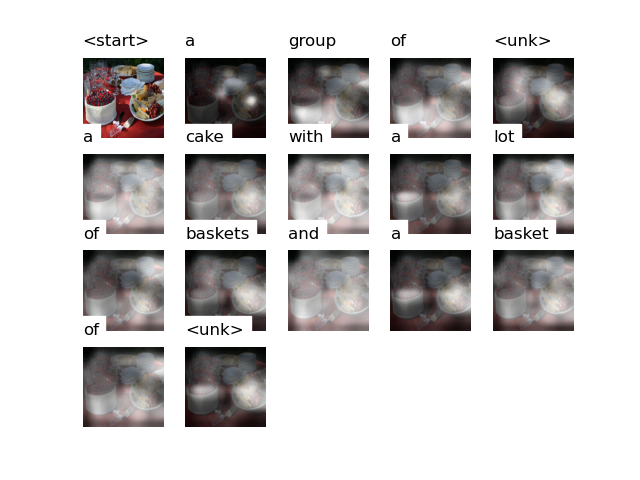 <start> a group of <unk>
a cake with a lot
of baskets and a basket
of <unk>